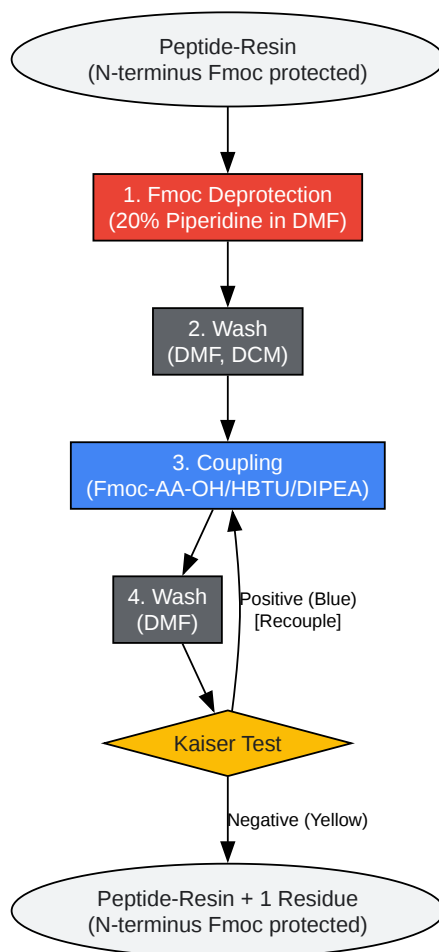 Peptide-Resin
(N-terminus Fmoc protected)
1. Fmoc Deprotection
(20% Piperidine in DMF)
2. Wash
(DMF, DCM)
3. Coupling
(Fmoc-AA-OH/HBTU/DIPEA)
4. Wash
(DMF)
Positive (Blue)
[Recouple]
Kaiser Test
Negative (Yellow)
Peptide-Resin + 1 Residue
(N-terminus Fmoc protected)